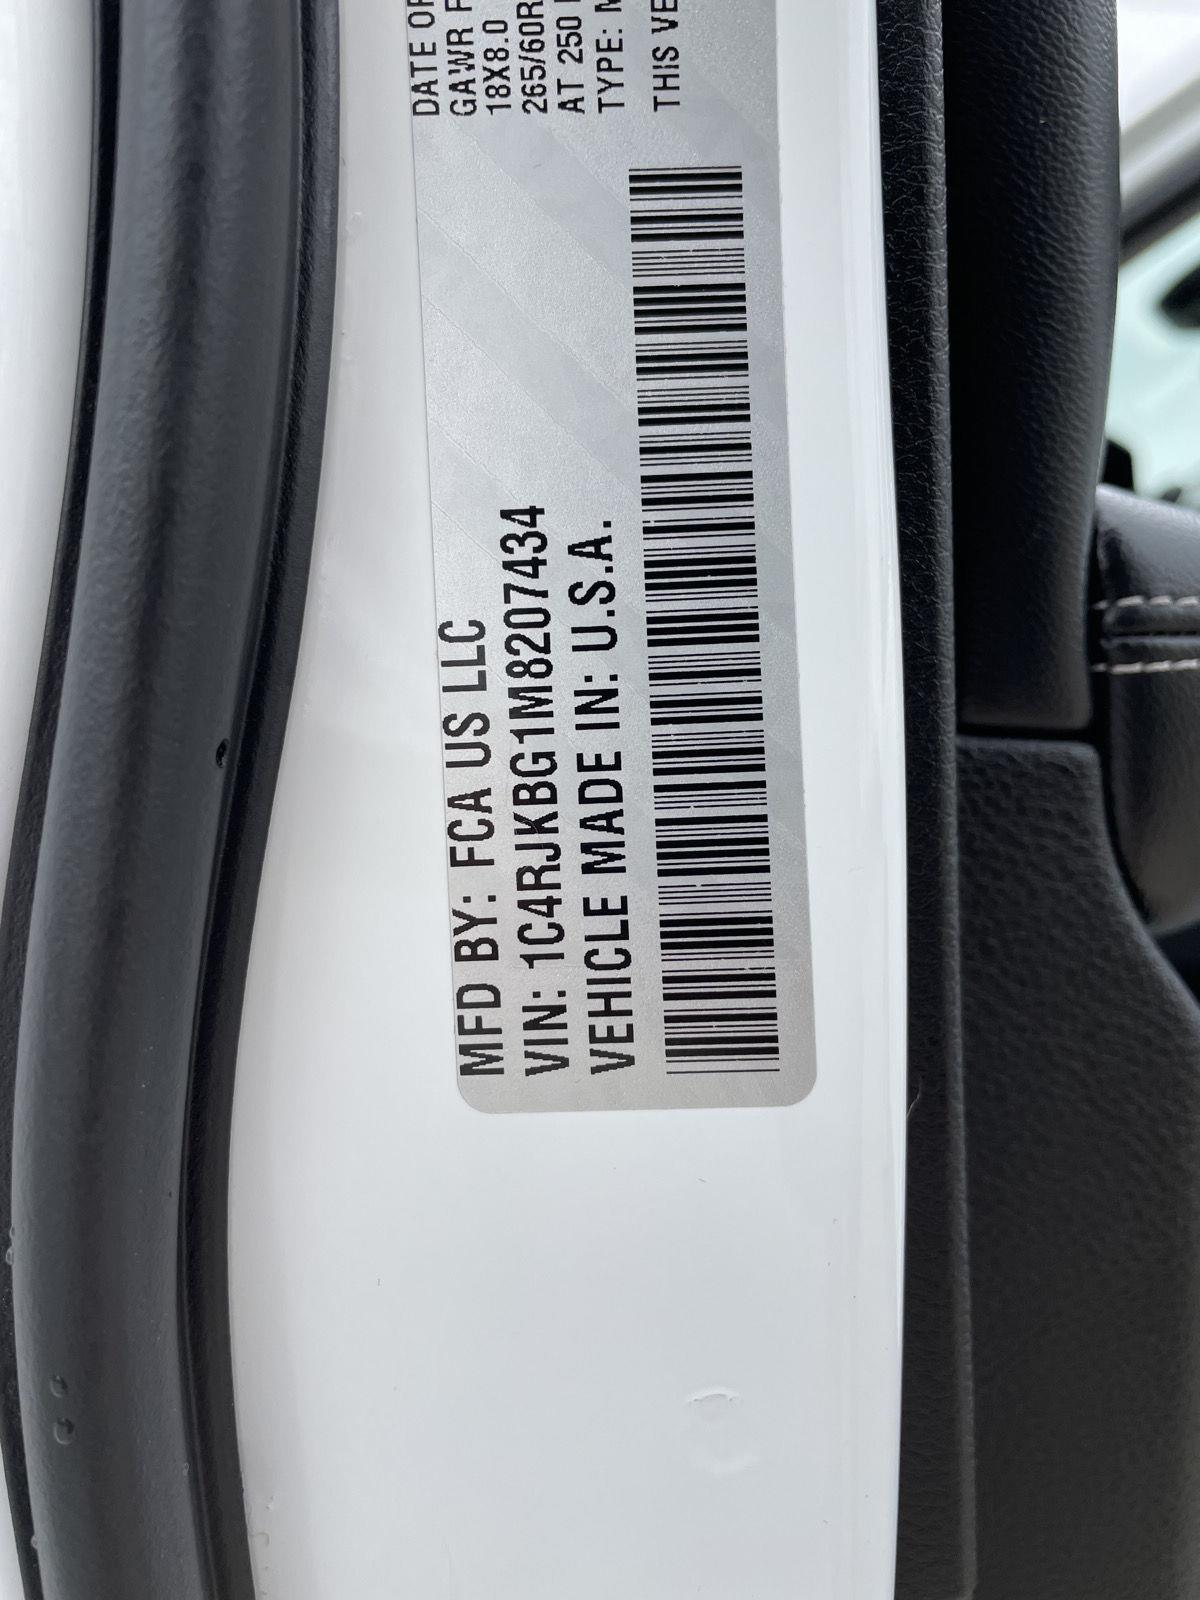 MFD BY: FCA US LLC
VIN: 1C4RJKBG1M8207434
VEHICLE MADE IN: U.S.A.
DATE OF
GAWR F
18X8.0
265/60R
AT 250
TYPE:
THIS VE